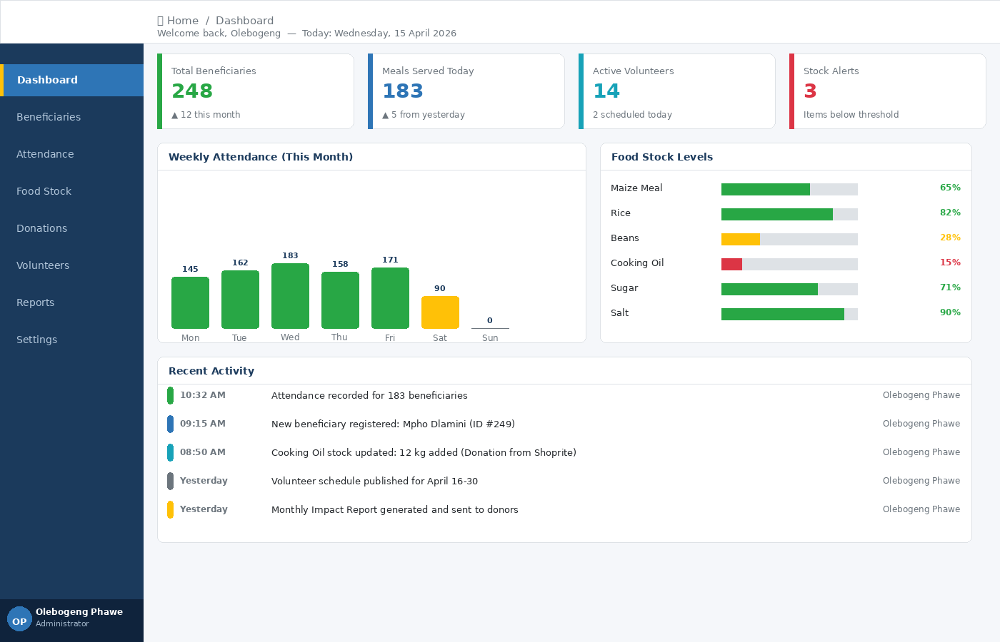 Home / Dashboard
Welcome back, Olebogeng — Today: Wednesday, 15 April 2026
Dashboard
Beneficiaries
Attendance
Food Stock
Donations
Volunteers
Reports
Settings
OP
Olebogeng Phawe
Administrator
Total Beneficiaries
248
▲ 12 this month
Meals Served Today
183
▲ 5 from yesterday
Active Volunteers
14
2 scheduled today
Stock Alerts
3
Items below threshold
Weekly Attendance (This Month)
145 162 183 158 171 90 0
Mon Tue Wed Thu Fri Sat Sun
Food Stock Levels
Maize Meal 65%
Rice 82%
Beans 28%
Cooking Oil 15%
Sugar 71%
Salt 90%
Recent Activity
10:32 AM Attendance recorded for 183 beneficiaries Olebogeng Phawe
09:15 AM New beneficiary registered: Mpho Dlamini (ID #249) Olebogeng Phawe
08:50 AM Cooking Oil stock updated: 12 kg added (Donation from Shoprite) Olebogeng Phawe
Yesterday Volunteer schedule published for April 16-30 Olebogeng Phawe
Yesterday Monthly Impact Report generated and sent to donors Olebogeng Phawe